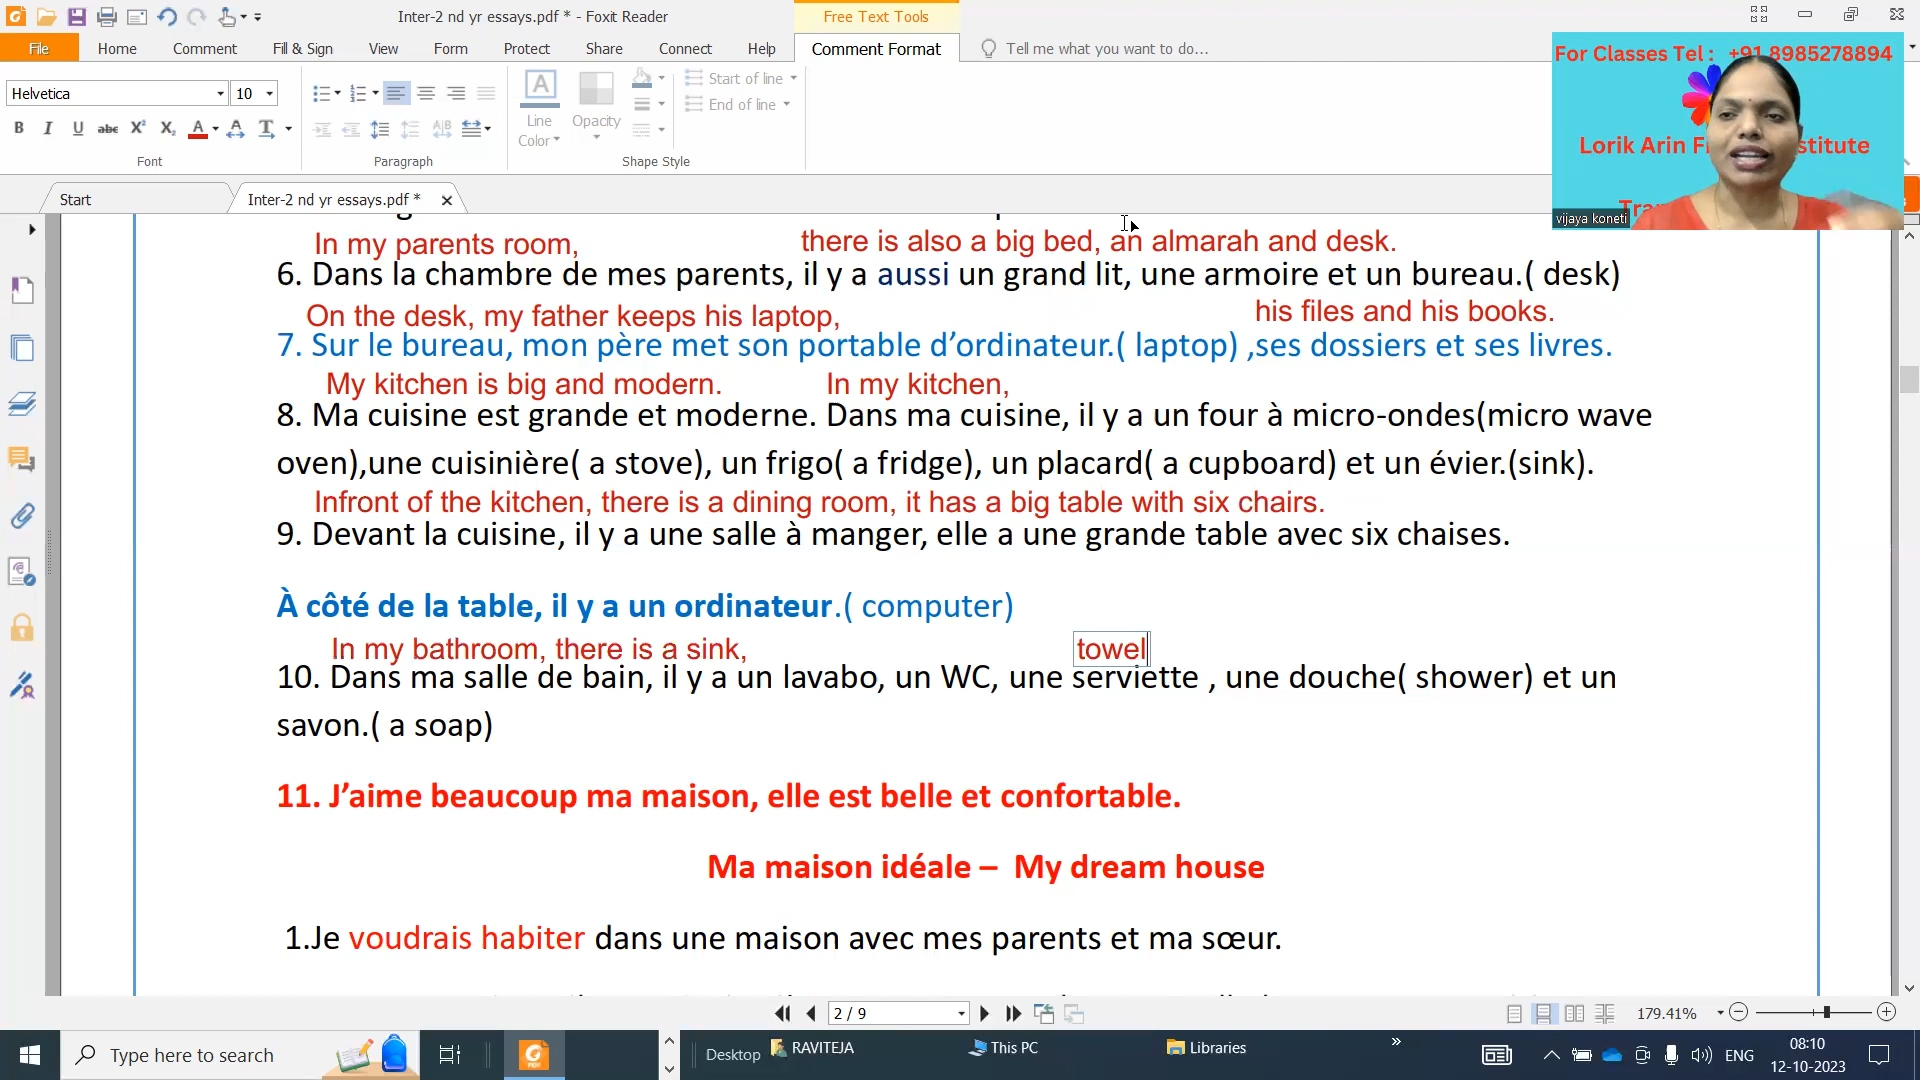 Inter-2 nd yr essays.pdf * - Foxit Reader
Free Text Tools
File Home Comment Fill & Sign View Form Protect Share Connect Help Comment Format Tell me what you want to do...
For Classes Tel : +91 8985278894
Helvetica 10
Start of line
End of line
Line Color
Opacity
Font Paragraph Shape Style
Lorik Arin
vijaya koneti
Start
Inter-2 nd yr essays.pdf *
In my parents room, there is also a big bed, an almarah and desk.
6. Dans la chambre de mes parents, il y a aussi un grand lit, une armoire et un bureau.( desk)
On the desk, my father keeps his laptop, his files and his books.
7. Sur le bureau, mon père met son portable d’ordinateur.( laptop) ,ses dossiers et ses livres.
My kitchen is big and modern. In my kitchen,
8. Ma cuisine est grande et moderne. Dans ma cuisine, il y a un four à micro-ondes(micro wave
oven),une cuisinière( a stove), un frigo( a fridge), un placard( a cupboard) et un évier.(sink).
Infront of the kitchen, there is a dining room, it has a big table with six chairs.
9. Devant la cuisine, il y a une salle à manger, elle a une grande table avec six chaises.
À côté de la table, il y a un ordinateur.( computer)
In my bathroom, there is a sink, towel
10. Dans ma salle de bain, il y a un lavabo, un WC, une serviette , une douche( shower) et un
savon.( a soap)
11. J’aime beaucoup ma maison, elle est belle et confortable.
Ma maison idéale – My dream house
1.Je voudrais habiter dans une maison avec mes parents et ma sœur.
2 / 9
179.41%
Type here to search
Desktop
RAVITEJA
This PC
Libraries
ENG
08:10
12-10-2023